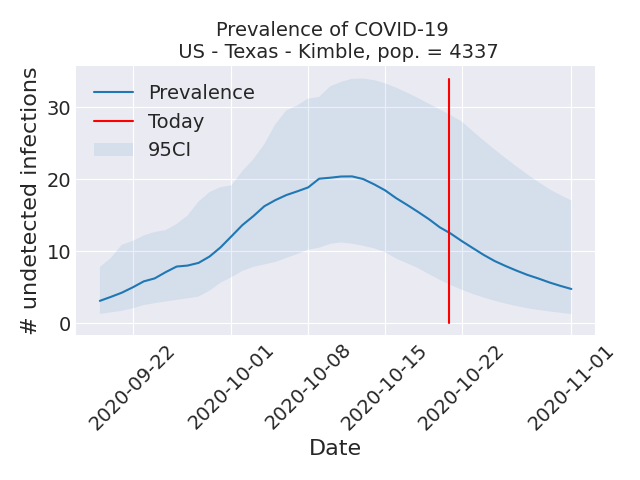 Prevalence of COVID-19
US - Texas - Kimble, pop. = 4337
# undetected infections
30
20
10
0
Prevalence
Today
95CI
2020-09-22
2020-10-01
2020-10-08
2020-10-15
2020-10-22
2020-11-01
Date